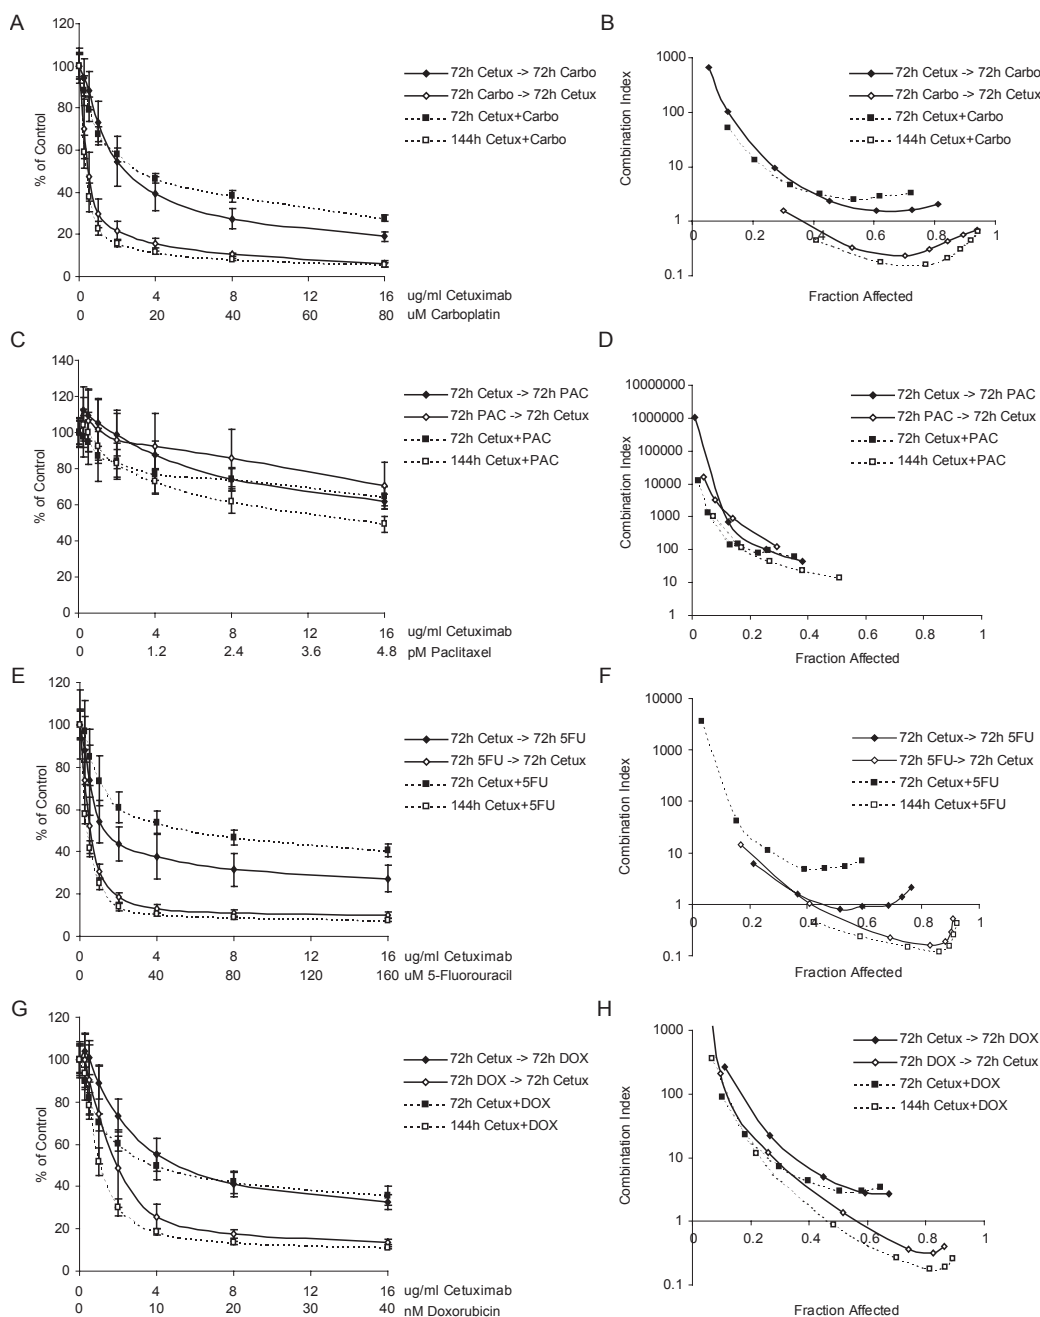 A
120
100
80
60
40
20
0
% of Control
0 4 8 12 16 ug/ml Cetuximab
0 20 40 60 80 uM Carboplatin
72h Cetux -> 72h Carbo
72h Carbo -> 72h Cetux
72h Cetux+Carbo
144h Cetux+Carbo
B
1000
100
10
1
0.1
Combination Index
0 0.2 0.4 0.6 0.8 1
Fraction Affected
72h Cetux -> 72h Carbo
72h Carbo -> 72h Cetux
72h Cetux+Carbo
144h Cetux+Carbo
C
140
120
100
80
60
40
20
0
% of Control
0 4 8 12 16 ug/ml Cetuximab
0 1.2 2.4 3.6 4.8 pM Paclitaxel
72h Cetux -> 72h PAC
72h PAC -> 72h Cetux
72h Cetux+PAC
144h Cetux+PAC
D
10000000
1000000
100000
10000
1000
100
10
1
Combination Index
0 0.2 0.4 0.6 0.8 1
Fraction Affected
72h Cetux -> 72h PAC
72h PAC -> 72h Cetux
72h Cetux+PAC
144h Cetux+PAC
E
120
100
80
60
40
20
0
% of Control
0 4 8 12 16 ug/ml Cetuximab
0 40 80 120 160 uM 5-Fluorouracil
72h Cetux -> 72h 5FU
72h 5FU -> 72h Cetux
72h Cetux+5FU
144h Cetux+5FU
F
10000
1000
100
10
1
0.1
Combination Index
0 0.2 0.4 0.6 0.8 1
Fraction Affected
72h Cetux -> 72h 5FU
72h 5FU -> 72h Cetux
72h Cetux+5FU
144h Cetux+5FU
G
120
100
80
60
40
20
0
% of Control
0 4 8 12 16 ug/ml Cetuximab
0 10 20 30 40 nM Doxorubicin
72h Cetux -> 72h DOX
72h DOX -> 72h Cetux
72h Cetux+DOX
144h Cetux+DOX
H
1000
100
10
1
0.1
Combintation Index
0 0.2 0.4 0.6 0.8 1
Fraction Affected
72h Cetux -> 72h DOX
72h DOX -> 72h Cetux
72h Cetux+DOX
144h Cetux+DOX